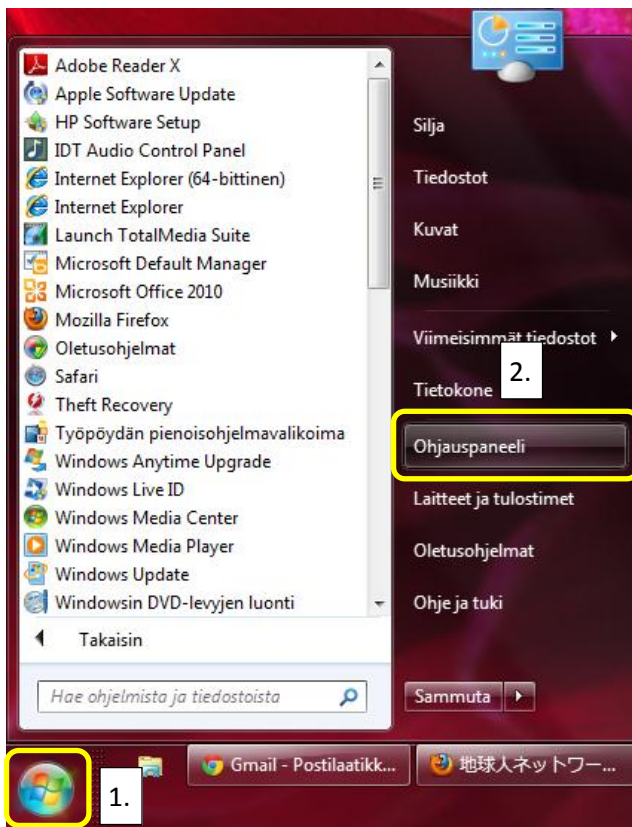 Adobe Reader X
Apple Software Update
HP Software Setup
IDT Audio Control Panel
Internet Explorer (64-bittinen)
Internet Explorer
Launch TotalMedia Suite
Microsoft Default Manager
Microsoft Office 2010
Mozilla Firefox
Oletusohjelmat
Safari
Theft Recovery
Työpöydän pienoisohjelmavalikoima
Windows Anytime Upgrade
Windows Live ID
Windows Media Center
Windows Media Player
Windows Update
Windowsin DVD-levyjen luonti
Takaisin
Hae ohjelmista ja tiedostoista
Silja
Tiedostot
Kuvat
Musiikki
Viimeisimmät tiedostot
2.
Tietokone
Ohjauspaneeli
Laitteet ja tulostimet
Oletusohjelmat
Ohje ja tuki
Sammuta
1.
Gmail - Postilaatikk...
地球人ネットワー...